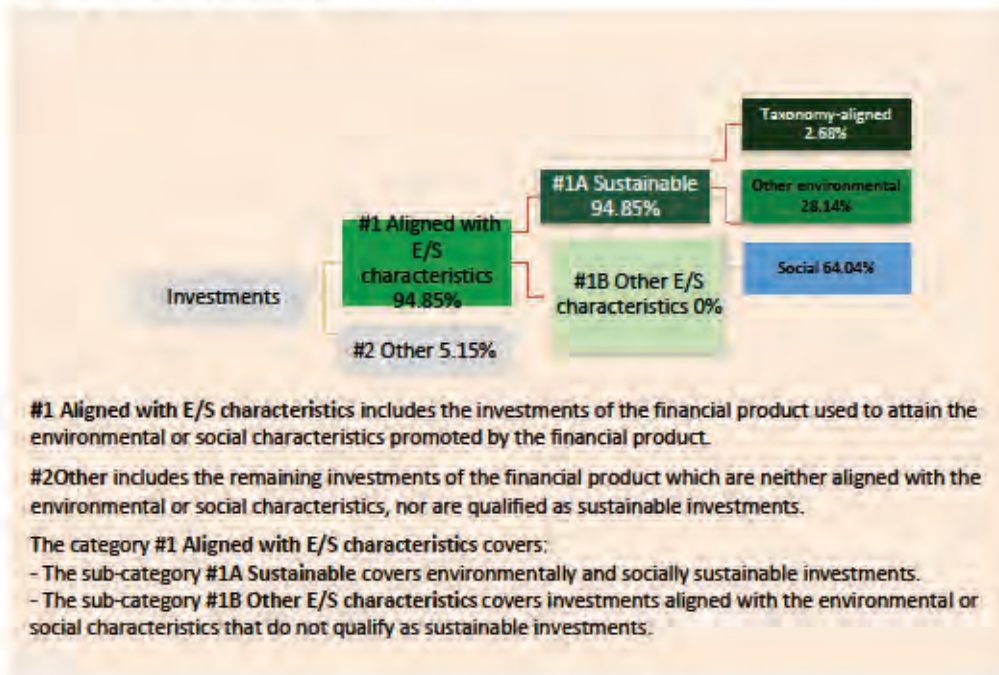 Taxonomy-aligned
2.68%
#1A Sustainable
94.85%
Other environmental
28.14%
#1 Aligned with
E/S
characteristics
94.85%
Social 64.04%
#1B Other E/S
characteristics 0%
Investments
#2 Other 5.15%
#1 Aligned with E/S characteristics includes the investments of the financial product used to attain the
environmental or social characteristics promoted by the financial product.
#2Other includes the remaining investments of the financial product which are neither aligned with the
environmental or social characteristics, nor are qualified as sustainable investments.
The category #1 Aligned with E/S characteristics covers:
- The sub-category #1A Sustainable covers environmentally and socially sustainable investments.
- The sub-category #1B Other E/S characteristics covers investments aligned with the environmental or
social characteristics that do not qualify as sustainable investments.